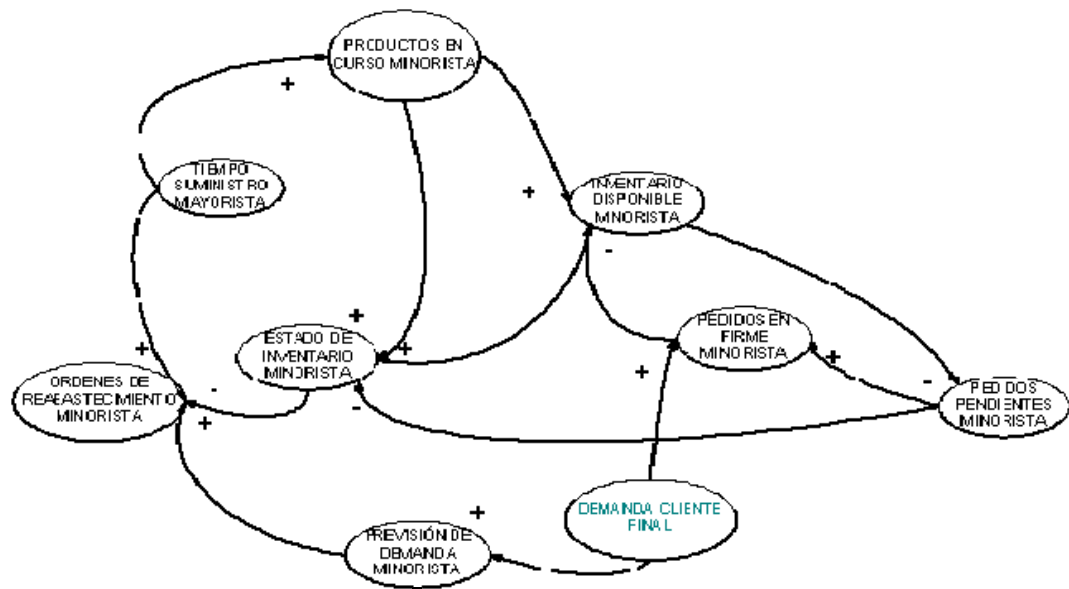 PRODUCTOS EN
CURSO MINORISTA
+
TIEMPO
SUMINISTRO
MAYORISTA
+
INVENTARIO
DISPONIBLE
MINORISTA
-
+
+
ESTADO DE
INVENTARIO
MINORISTA
PEDIDOS EN
FIRME
MINORISTA
+
+
+
-
ORDENES DE
REABASTECIMIENTO
MINORISTA
-
+
-
PEDIDOS
PENDIENTES
MINORISTA
DEMANDA CLIENTE
FINAL
+
PREVISIÓN DE
DEMANDA
MINORISTA